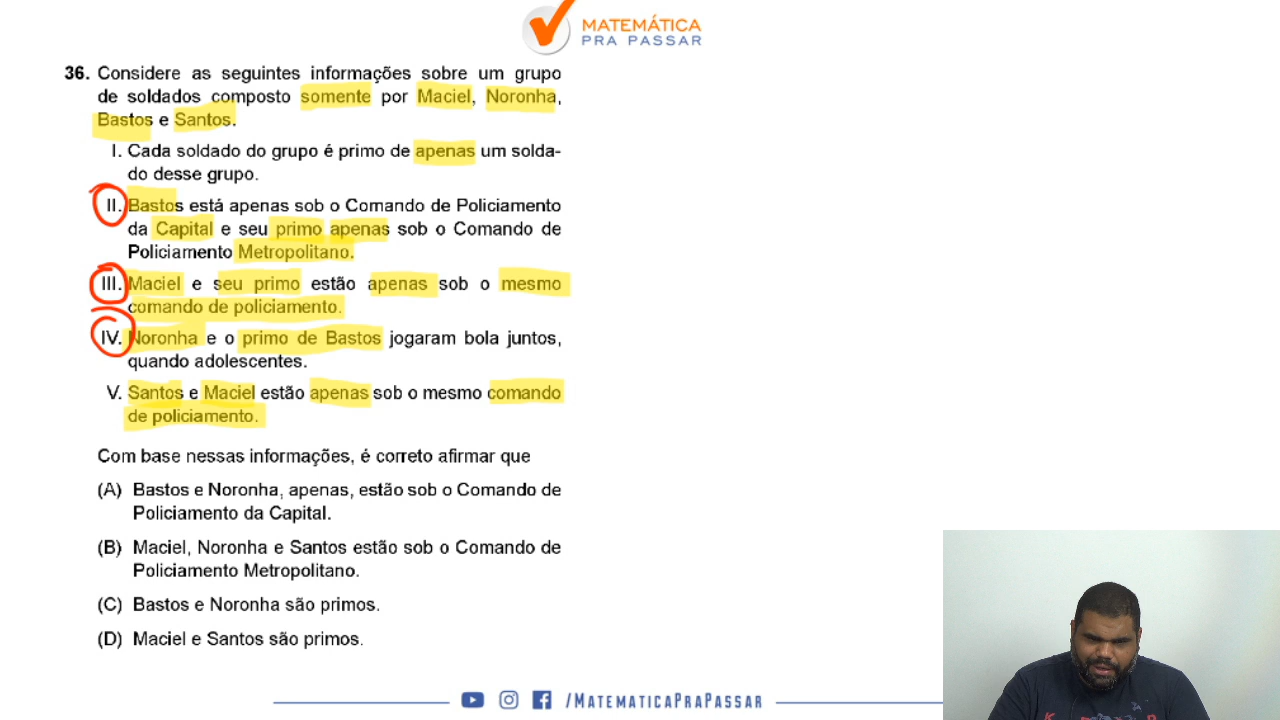 MATEMÁTICA
PRA PASSAR
36. Considere as seguintes informações sobre um grupo
de soldados composto somente por Maciel, Noronha,
Bastos e Santos.
I. Cada soldado do grupo é primo de apenas um solda-
do desse grupo.
II. Bastos está apenas sob o Comando de Policiamento
da Capital e seu primo apenas sob o Comando de
Policiamento Metropolitano.
III. Maciel e seu primo estão apenas sob o mesmo
comando de policiamento.
IV. Noronha e o primo de Bastos jogaram bola juntos,
quando adolescentes.
V. Santos e Maciel estão apenas sob o mesmo comando
de policiamento.
Com base nessas informações, é correto afirmar que
(A) Bastos e Noronha, apenas, estão sob o Comando de
Policiamento da Capital.
(B) Maciel, Noronha e Santos estão sob o Comando de
Policiamento Metropolitano.
(C) Bastos e Noronha são primos.
(D) Maciel e Santos são primos.
/MATEMATICAPRAPASSAR